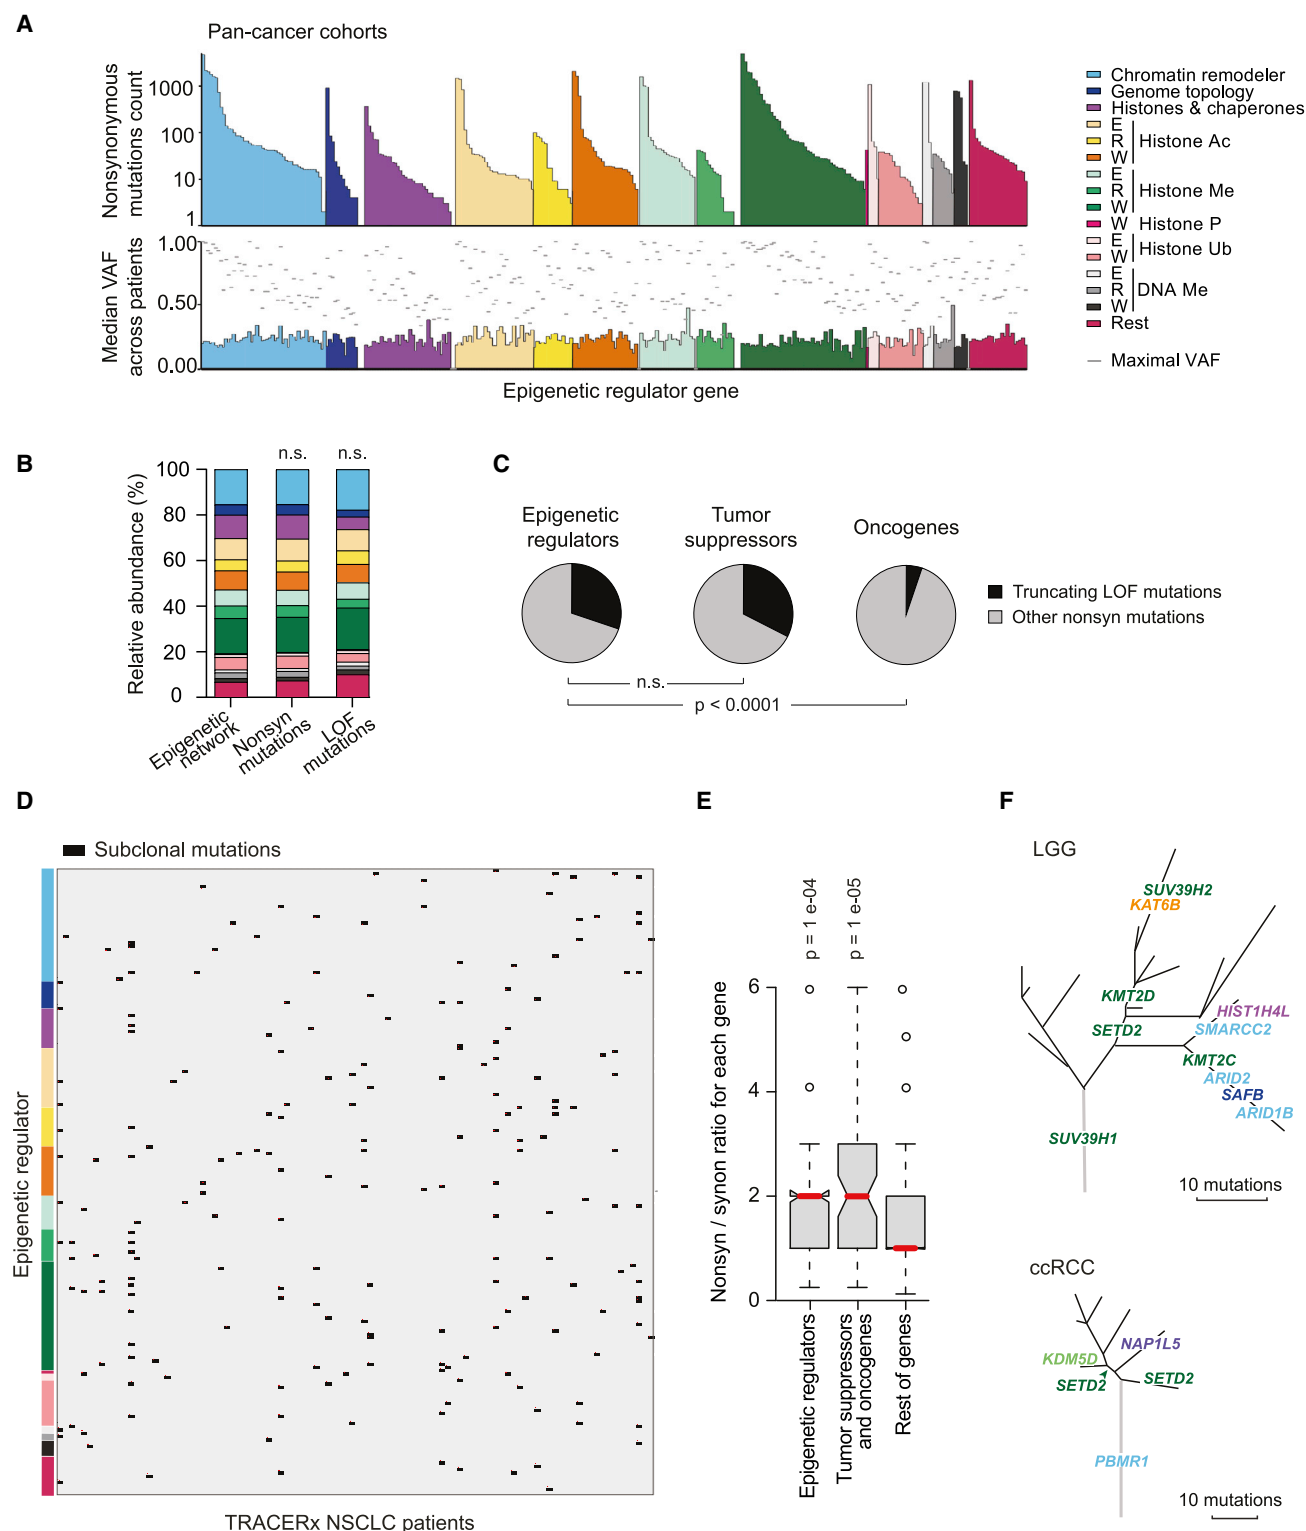 A
Pan-cancer cohorts
Nonsynonymous
mutations count
1000
100
10
1
Median VAF
across patients
1.00
0.50
0.00
Epigenetic regulator gene
Chromatin remodeler
Genome topology
Histones & chaperones
E
R
W
Histone Ac
E
R
W
Histone Me
W Histone P
E
W
Histone Ub
E
R
W
DNA Me
Rest
Maximal VAF
B
Relative abundance (%)
100
80
60
40
20
0
n.s.
n.s.
Epigenetic
network
Nonsyn
mutations
LOF
mutations
C
Epigenetic
regulators
Tumor
suppressors
Oncogenes
Truncating LOF mutations
Other nonsyn mutations
n.s.
p < 0.0001
D
Subclonal mutations
Epigenetic regulator
TRACERx NSCLC patients
E
p = 1 e-04
p = 1 e-05
Nonsyn / synon ratio for each gene
6
4
2
0
Epigenetic regulators
Tumor suppressors
and oncogenes
Rest of genes
F
LGG
SUV39H2
KAT6B
KMT2D
HIST1H4L
SETD2
SMARCC2
KMT2C
ARID2
SAFB
ARID1B
SUV39H1
10 mutations
ccRCC
NAP1L5
KDM5D
SETD2
SETD2
PBMR1
10 mutations